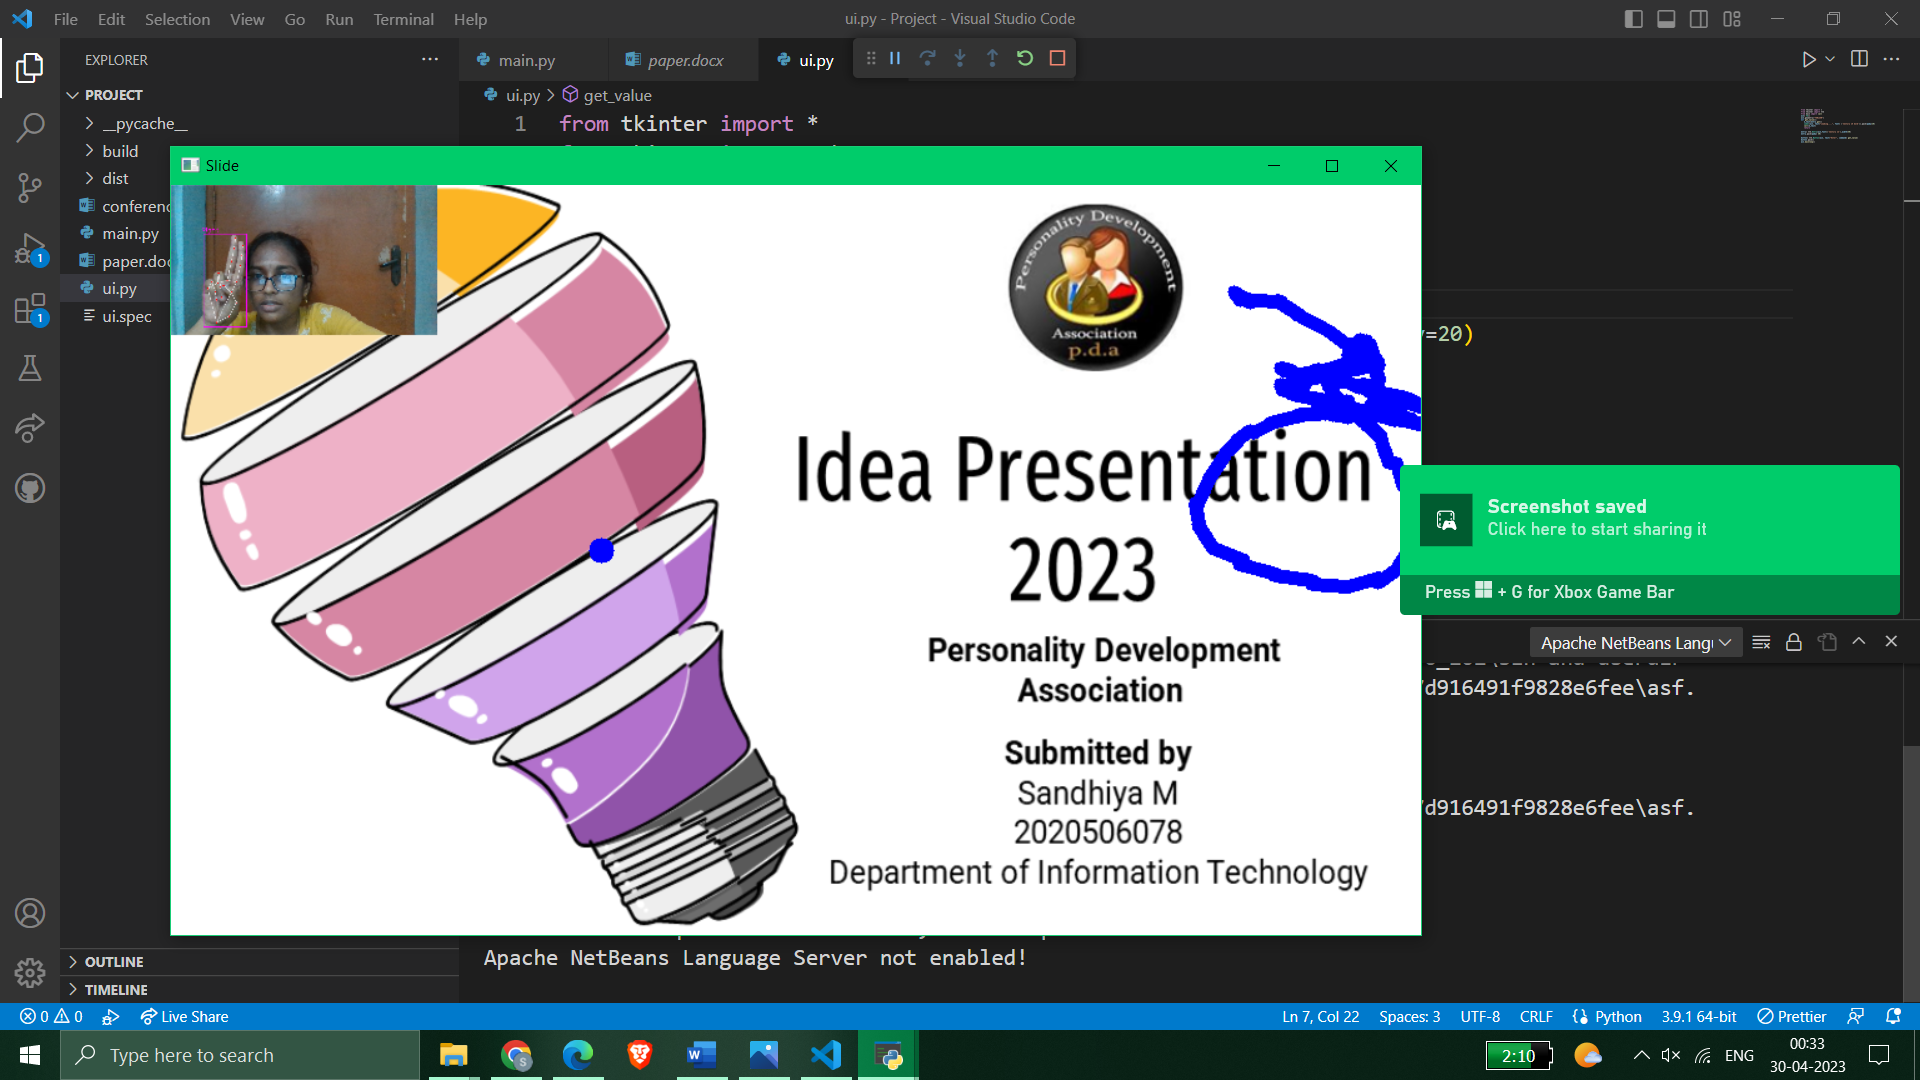 File Edit Selection View Go Run Terminal Help
ui.py - Project - Visual Studio Code
EXPLORER
main.py
paper.docx
ui.py
PROJECT
ui.py > get_value
__pycache__
1 from tkinter import *
build
Slide
dist
conferenc
main.py
paper.doc
1
ui.py
1
ui.spec
Personality Development
Association
p.d.a
=20)
Idea Presentation
2023
Personality Development
Association
Submitted by
Sandhiya M
2020506078
Department of Information Technology
Screenshot saved
Click here to start sharing it
Press + G for Xbox Game Bar
Apache NetBeans Langu
d916491f9828e6fee\asf.
d916491f9828e6fee\asf.
Apache NetBeans Language Server not enabled!
OUTLINE
TIMELINE
0 0 Live Share
Ln 7, Col 22 Spaces: 3 UTF-8 CRLF Python 3.9.1 64-bit Prettier
Type here to search
S
2:10
ENG
00:33
30-04-2023